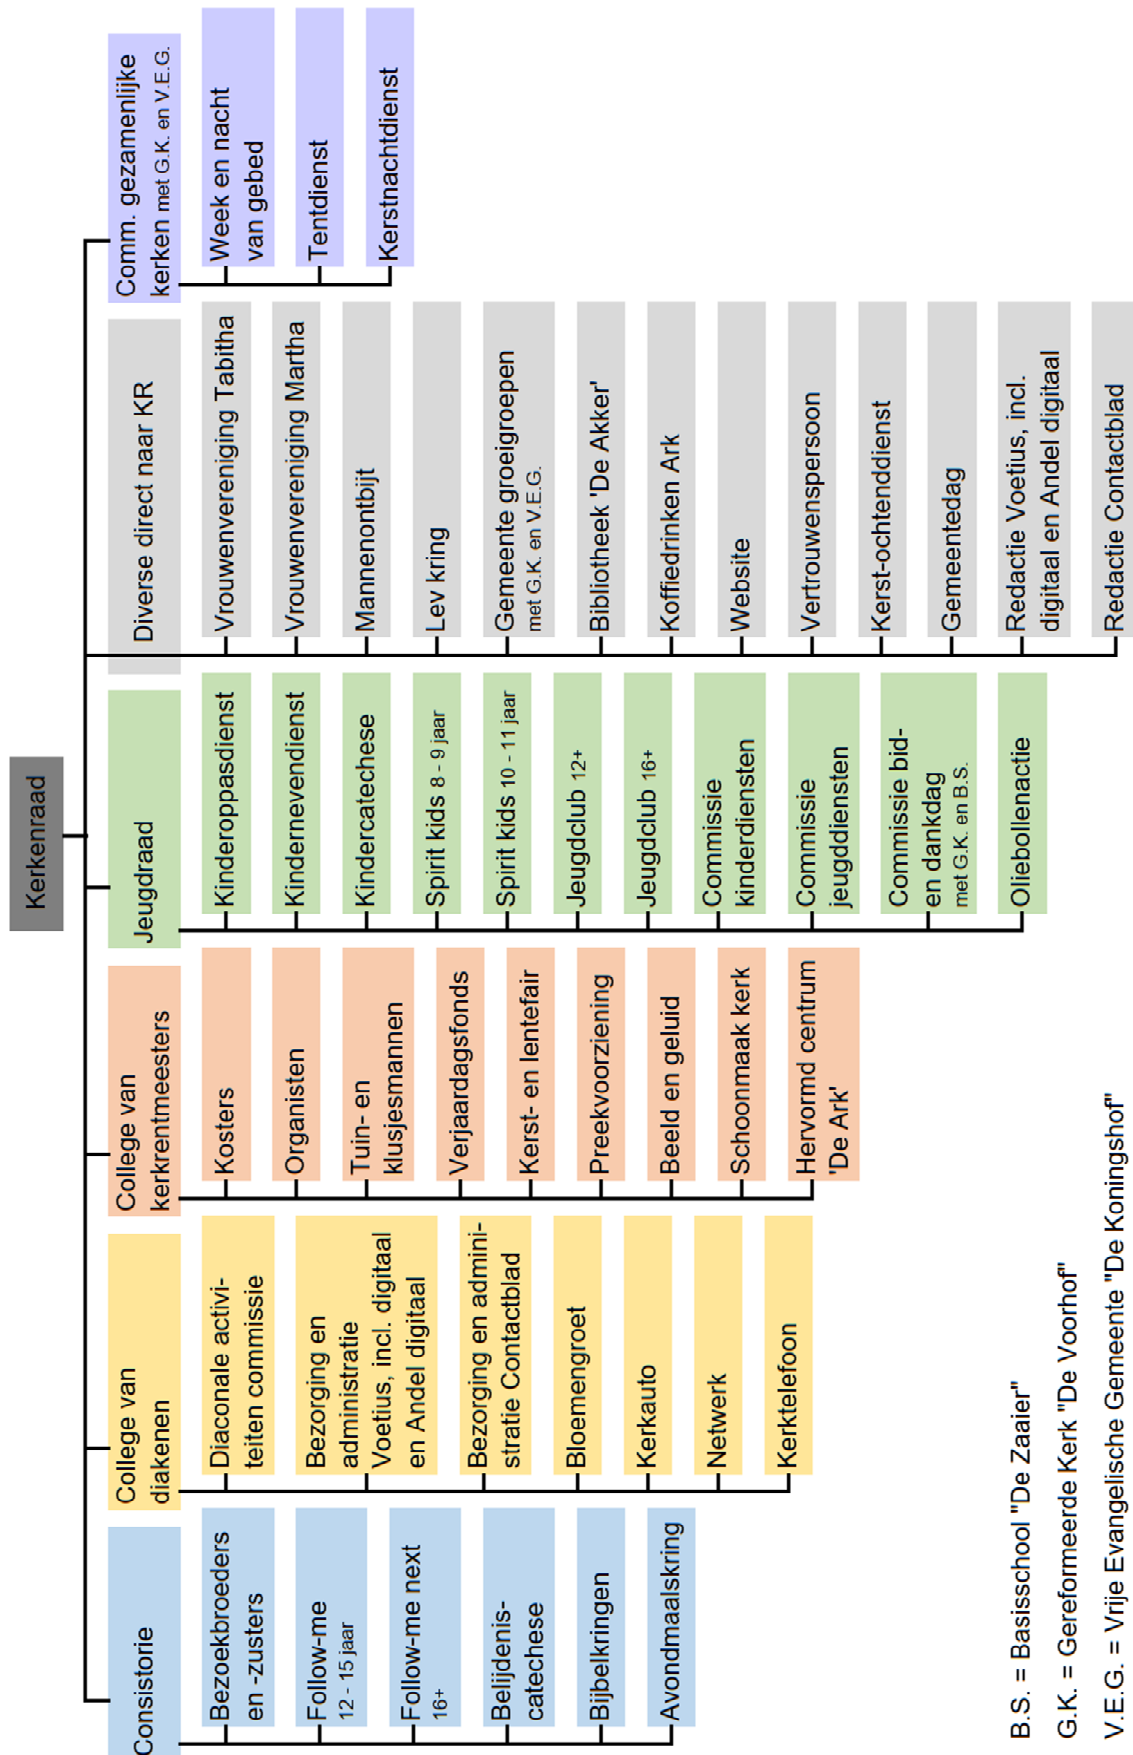 Kerkenraad
Consistorie
Bezoekbroeders
en -zusters
Follow-me
12 - 15 jaar
Follow-me next
16+
Belijdenis-
catechese
Bijbelkringen
Avondmaalskring
College van
diakenen
Diaconale activi-
teiten commissie
Bezorging en
administratie
Voetius, incl. digitaal
en Andel digitaal
Bezorging en admini-
stratie Contactblad
Bloemengroet
Kerkauto
Netwerk
Kerktelefoon
College van
kerkrentmeesters
Kosters
Organisten
Tuin- en
klusjesmannen
Verjaardagsfonds
Kerst- en lentefair
Preekvoorziening
Beeld en geluid
Schoonmaak kerk
Hervormd centrum
'De Ark'
Jeugdraad
Kinderoppasdienst
Kindernevendienst
Kindercatechese
Spirit kids 8 - 9 jaar
Spirit kids 10 - 11 jaar
Jeugdclub 12+
Jeugdclub 16+
Commissie
kinderdiensten
Commissie
jeugddiensten
Commissie bid-
en dankdag
met G.K. en B.S.
Oliebollenactie
Diverse direct naar KR
Vrouwenvereniging Tabitha
Vrouwenvereniging Martha
Mannenontbijt
Lev kring
Gemeente groeigroepen
met G.K. en V.E.G.
Bibliotheek 'De Akker'
Koffiedrinken Ark
Website
Vertrouwenspersoon
Kerst-ochtenddienst
Gemeentedag
Redactie Voetius, incl.
digitaal en Andel digitaal
Redactie Contactblad
Comm. gezamenlijke
kerken met G.K. en V.E.G.
Week en nacht
van gebed
Tentdienst
Kerstnachtdienst
B.S. = Basisschool "De Zaaier"
G.K. = Gereformeerde Kerk "De Voorhof"
V.E.G. = Vrije Evangelische Gemeente "De Koningshof"